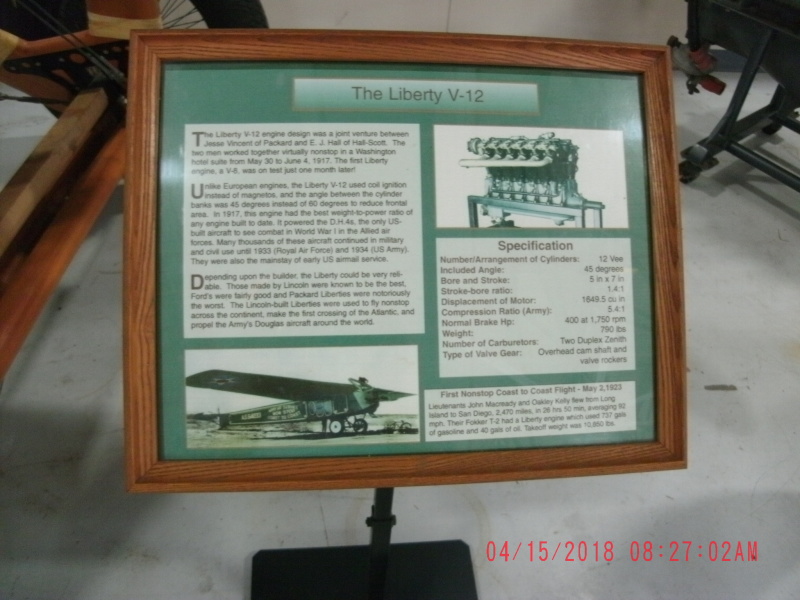 The Liberty V-12
The Liberty V-12 engine design was a joint venture between
Jesse Vincent of Packard and E. J. Hall of Hall-Scott. The
two men worked together virtually nonstop in a Washington
hotel suite from May 30 to June 4, 1917. The first Liberty
engine, a V-8, was on test just one month later!
Unlike European engines, the Liberty V-12 used coil ignition
instead of magnetos, and the angle between the cylinder
banks was 45 degrees instead of 60 degrees to reduce frontal
area. In 1917, this engine had the best weight-to-power ratio of
any engine built to date. It powered the D.H.4s, the only US-
built aircraft to see combat in World War I in the Allied air
forces. Many thousands of these aircraft continued in military
and civil use until 1933 (Royal Air Force) and 1934 (US Army).
They were also the mainstay of early US airmail service.
Depending upon the builder, the Liberty could be very reli-
able. Those made by Lincoln were known to be the best,
Ford's were fairly good and Packard Liberties were notoriously
the worst. The Lincoln-built Liberties were used to fly nonstop
across the continent, make the first crossing of the Atlantic, and
propel the Army's Douglas aircraft around the world.
Specification
Number/Arrangement of Cylinders: 12 Vee
Included Angle: 45 degrees
Bore and Stroke: 5 in x 7 in
Stroke-bore ratio: 1.4:1
Displacement of Motor: 1649.5 cu in
Compression Ratio (Army): 5.4:1
Normal Brake Hp: 400 at 1,750 rpm
Weight: 790 lbs
Number of Carburetors: Two Duplex Zenith
Type of Valve Gear: Overhead cam shaft and
valve rockers
First Nonstop Coast to Coast Flight - May 2,1923
Lieutenants John Macready and Oakley Kelly flew from Long
Island to San Diego, 2,470 miles, in 26 hrs 50 min, averaging 92
mph. Their Fokker T-2 had a Liberty engine which used 737 gals
of gasoline and 40 gals of oil. Takeoff weight was 10,850 lbs.
04/15/2018 08:27:02AM